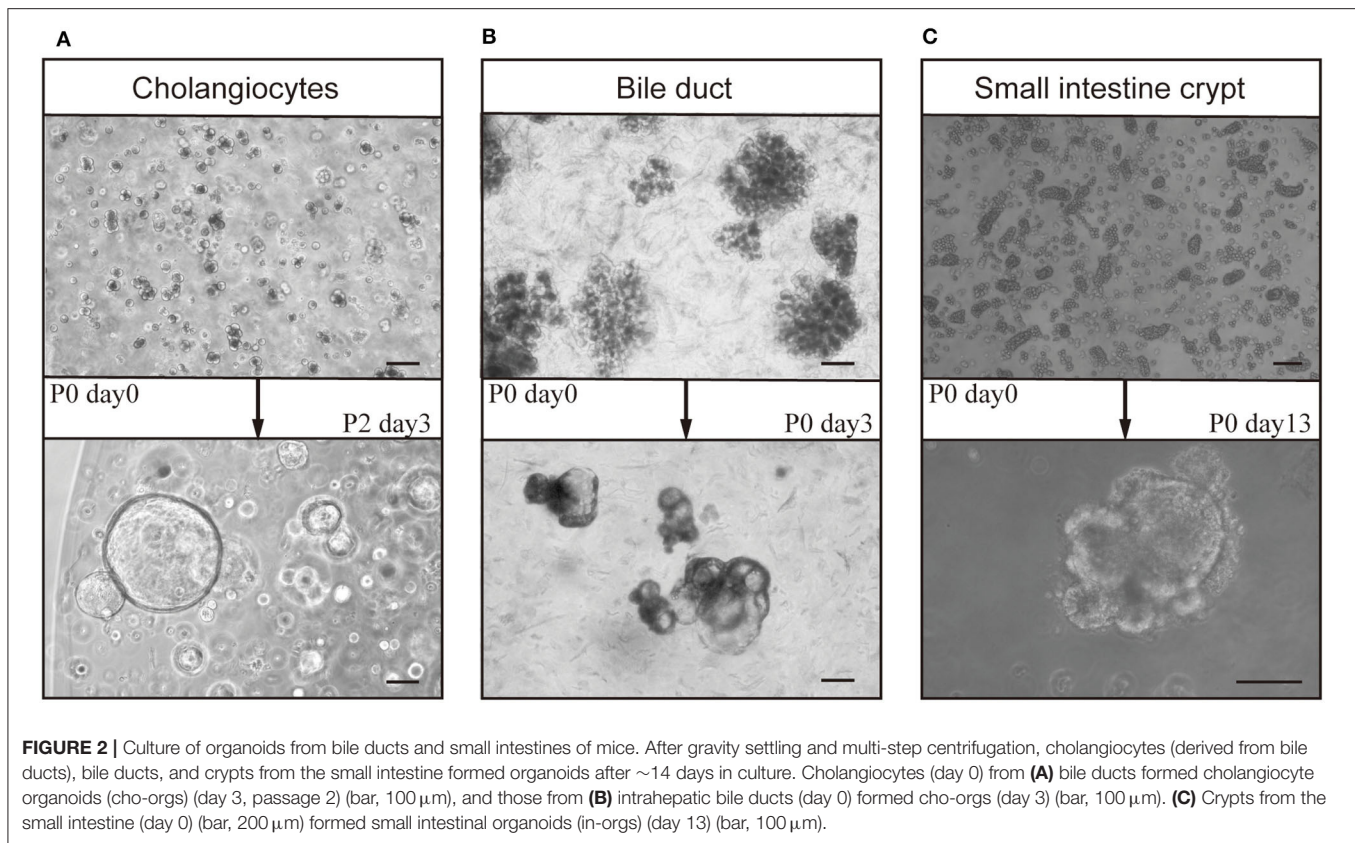 A
B
C
Cholangiocytes
Bile duct
Small intestine crypt
P0 day0
P2 day3
P0 day0
P0 day3
P0 day0
P0 day13
FIGURE 2 | Culture of organoids from bile ducts and small intestines of mice. After gravity settling and multi-step centrifugation, cholangiocytes (derived from bile
ducts), bile ducts, and crypts from the small intestine formed organoids after ~14 days in culture. Cholangiocytes (day 0) from (A) bile ducts formed cholangiocyte
organoids (cho-orgs) (day 3, passage 2) (bar, 100 μm), and those from (B) intrahepatic bile ducts (day 0) formed cho-orgs (day 3) (bar, 100 μm). (C) Crypts from the
small intestine (day 0) (bar, 200 μm) formed small intestinal organoids (in-orgs) (day 13) (bar, 100 μm).